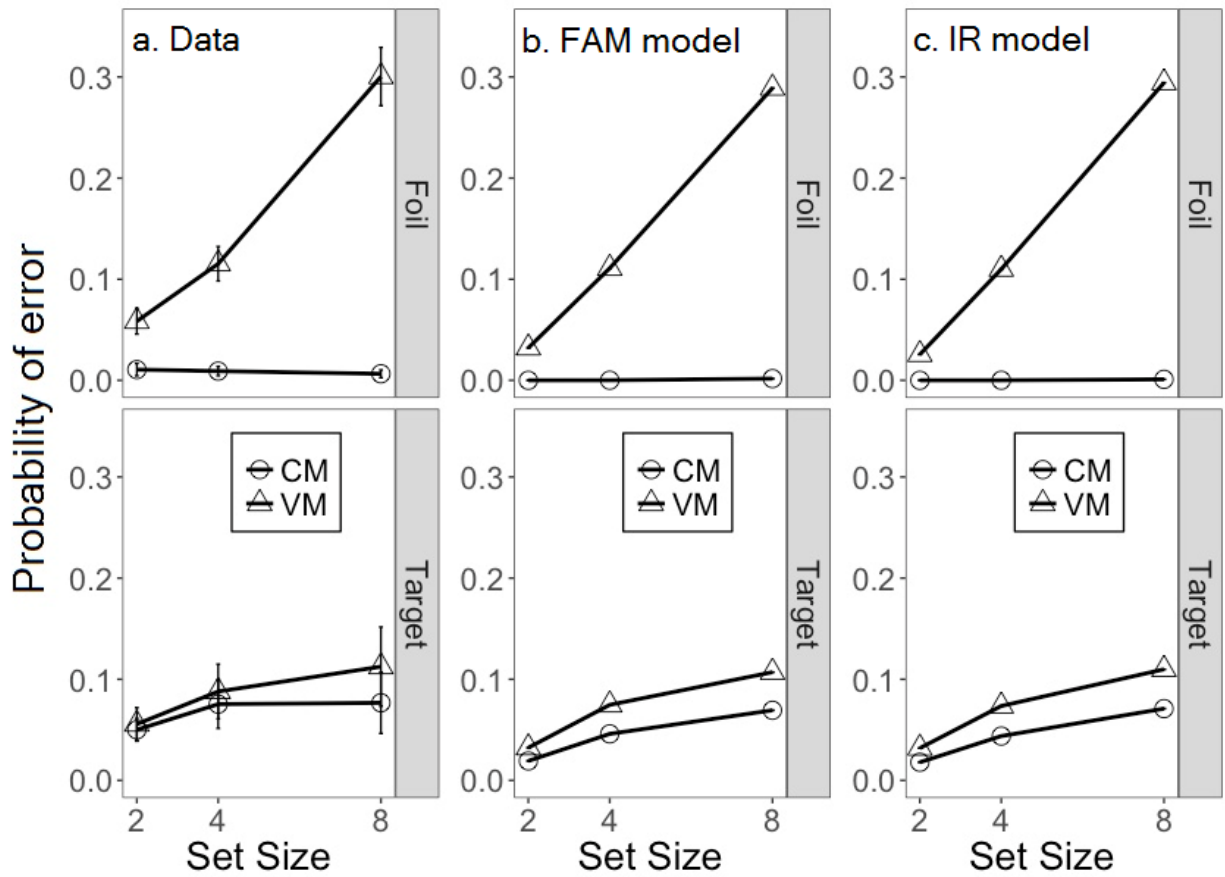 a. Data
b. FAM model
c. IR model
0.3
0.2
0.1
0.0
Foil
Foil
Foil
Probability of error
CM
VM
CM
VM
CM
VM
0.3
0.2
0.1
0.0
Target
Target
Target
2 4 8
2 4 8
2 4 8
Set Size
Set Size
Set Size
0.3
0.2
0.1
0.0
0.3
0.2
0.1
0.0
0.3
0.2
0.1
0.0
0.3
0.2
0.1
0.0